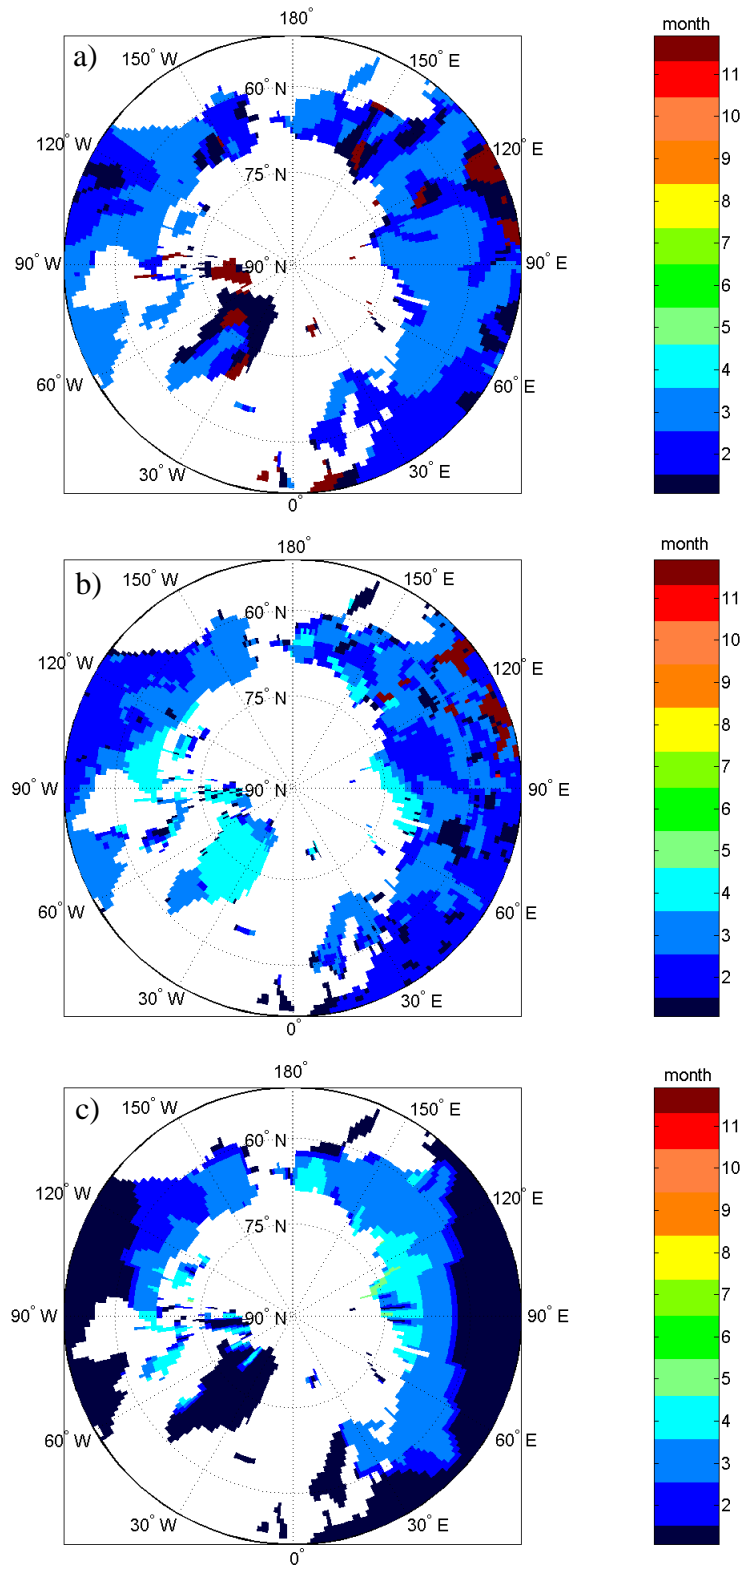 180° month
a) 150° W 150° E
11
60° N
10
120° W 120° E
9
75° N
8
7
90° W 90° N 90° E
6
5
4
60° W 60° E
3
30° W 30° E
2
0°
180° month
b) 150° W 150° E
11
60° N
10
120° W 120° E
9
75° N
8
7
90° W 90° N 90° E
6
5
4
60° W 60° E
3
30° W 30° E
2
0°
180° month
c) 150° W 150° E
11
60° N
10
120° W 120° E
9
75° N
8
7
90° W 90° N 90° E
6
5
4
60° W 60° E
3
30° W 30° E
2
0°